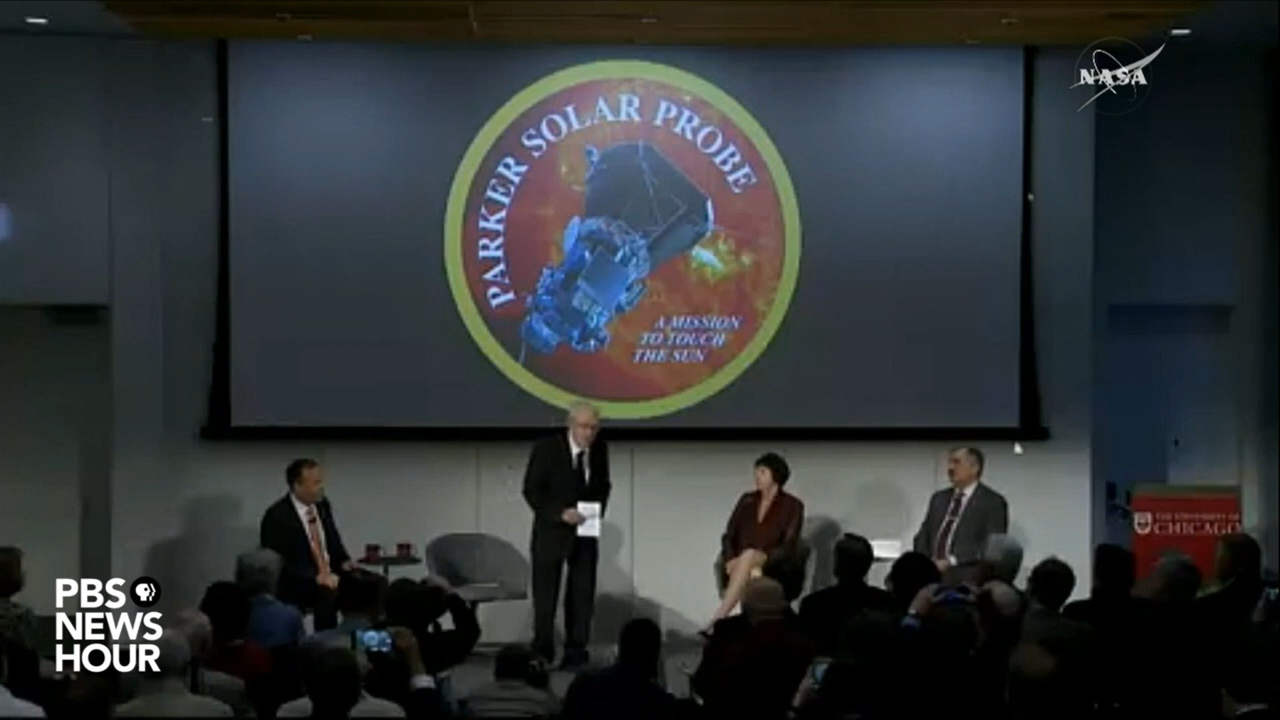 NASA
PARKER SOLAR PROBE
A MISSION
TO TOUCH
THE SUN
THE UNIVERSITY OF
CHICAGO
PBS
NEWS
HOUR